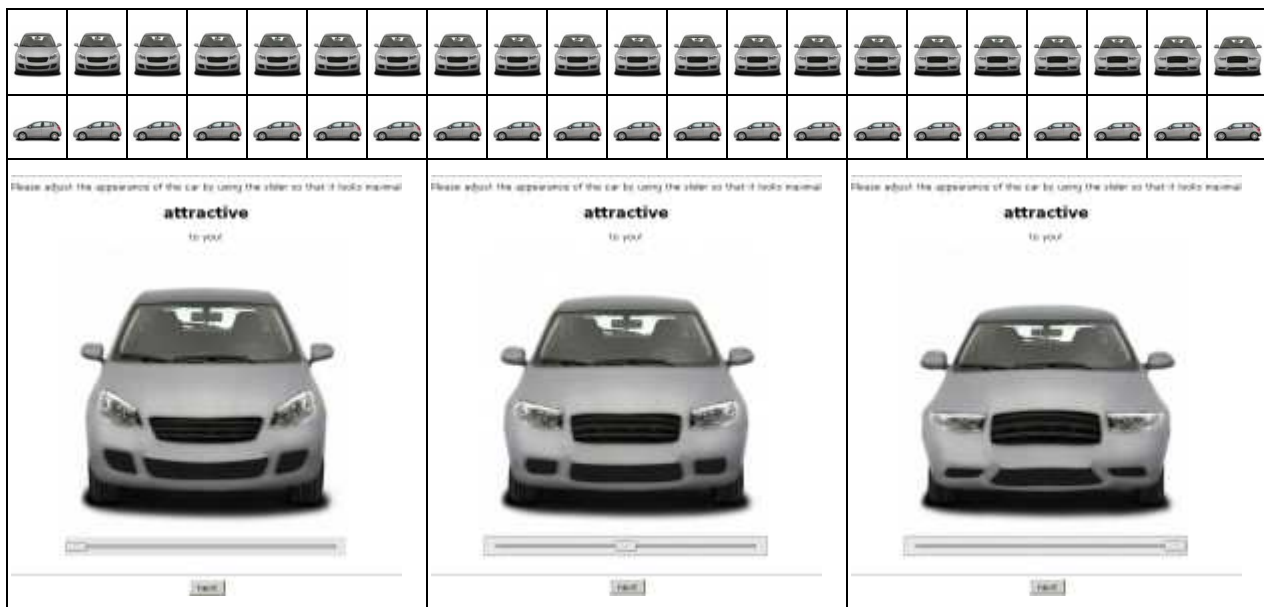 Please adjust the appearance of the car by using the slider so that it looks maximal
attractive
to you!
next
Please adjust the appearance of the car by using the slider so that it looks maximal
attractive
to you!
next
Please adjust the appearance of the car by using the slider so that it looks maximal
attractive
to you!
next